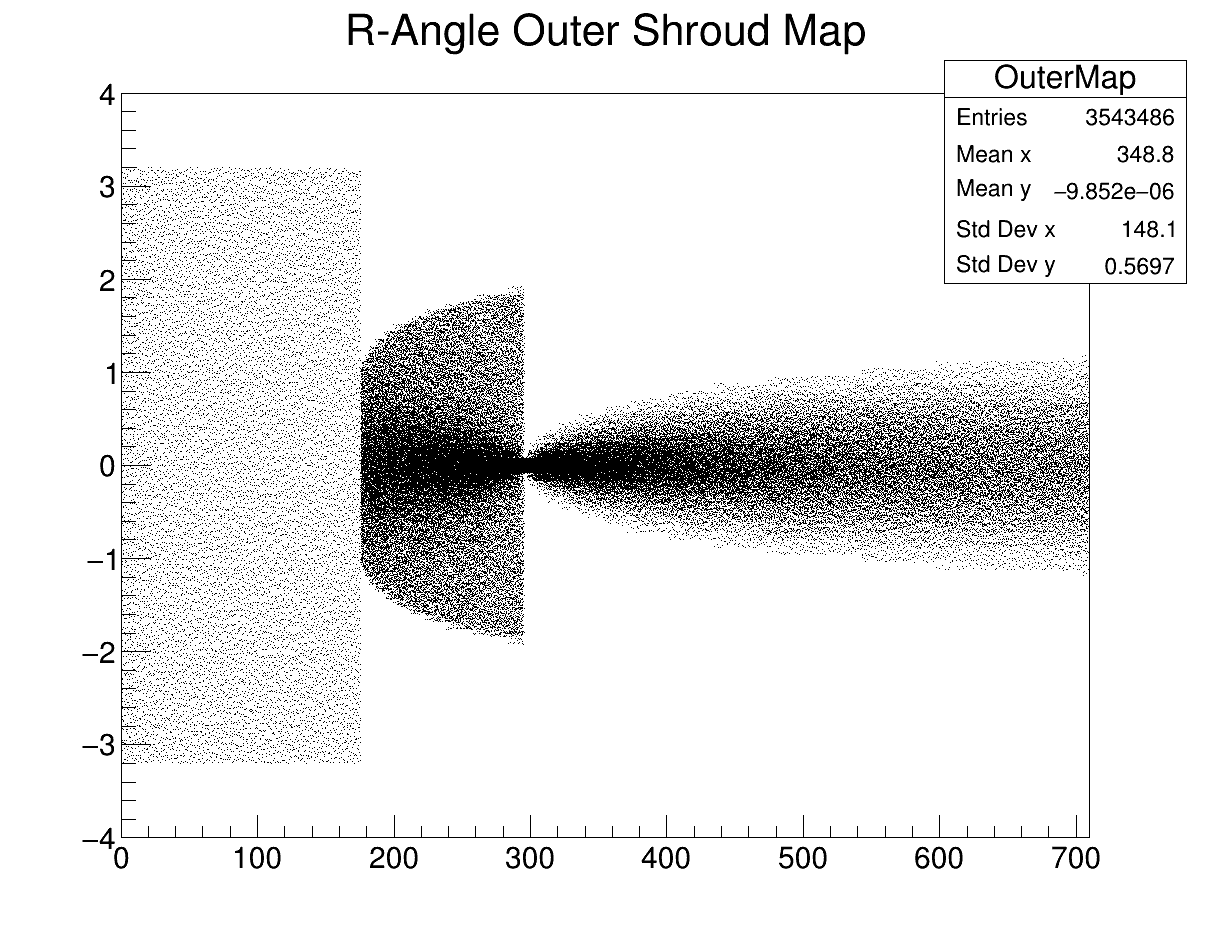 R-Angle Outer Shroud Map
OuterMap
Entries 3543486
Mean x 348.8
Mean y −9.852e−06
Std Dev x 148.1
Std Dev y 0.5697
4
3
2
1
0
−1
−2
−3
−4
0 100 200 300 400 500 600 700